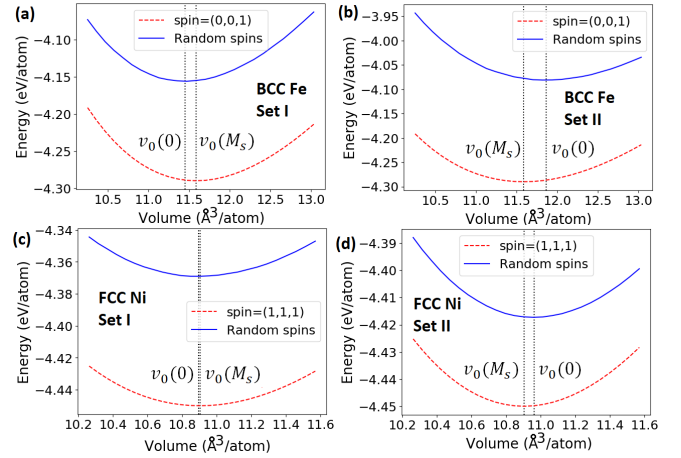 (a)
spin=(0,0,1)
Random spins
BCC Fe
Set I
v₀(0) v₀(Mₛ)
Energy (eV/atom)
−4.10
−4.15
−4.20
−4.25
−4.30
10.5 11.0 11.5 12.0 12.5 13.0
Volume (Å³/atom)
(b)
spin=(0,0,1)
Random spins
BCC Fe
Set II
v₀(Mₛ) v₀(0)
Energy (eV/atom)
−3.95
−4.00
−4.05
−4.10
−4.15
−4.20
−4.25
−4.30
10.5 11.0 11.5 12.0 12.5 13.0
Volume (Å³/atom)
(c)
FCC Ni
Set I
spin=(1,1,1)
Random spins
v₀(0) v₀(Mₛ)
Energy (eV/atom)
−4.34
−4.36
−4.38
−4.40
−4.42
−4.44
10.2 10.4 10.6 10.8 11.0 11.2 11.4 11.6
Volume (Å³/atom)
(d)
spin=(1,1,1)
Random spins
FCC Ni
Set II
v₀(Mₛ) v₀(0)
Energy (eV/atom)
−4.39
−4.40
−4.41
−4.42
−4.43
−4.44
−4.45
10.2 10.4 10.6 10.8 11.0 11.2 11.4 11.6
Volume (Å³/atom)